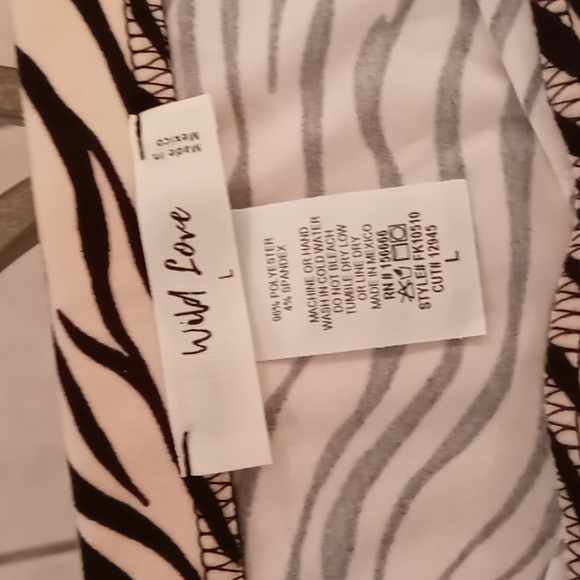 Wild Love
L
Made in
Mexico
96% POLYESTER
4% SPANDEX
MACHINE OR HAND
WASH IN COLD WATER
DO NOT BLEACH
TUMBLE DRY LOW
OR LINE DRY
MADE IN MEXICO
RN # 156666
STYLE# FK10510
CUT# 12945
L